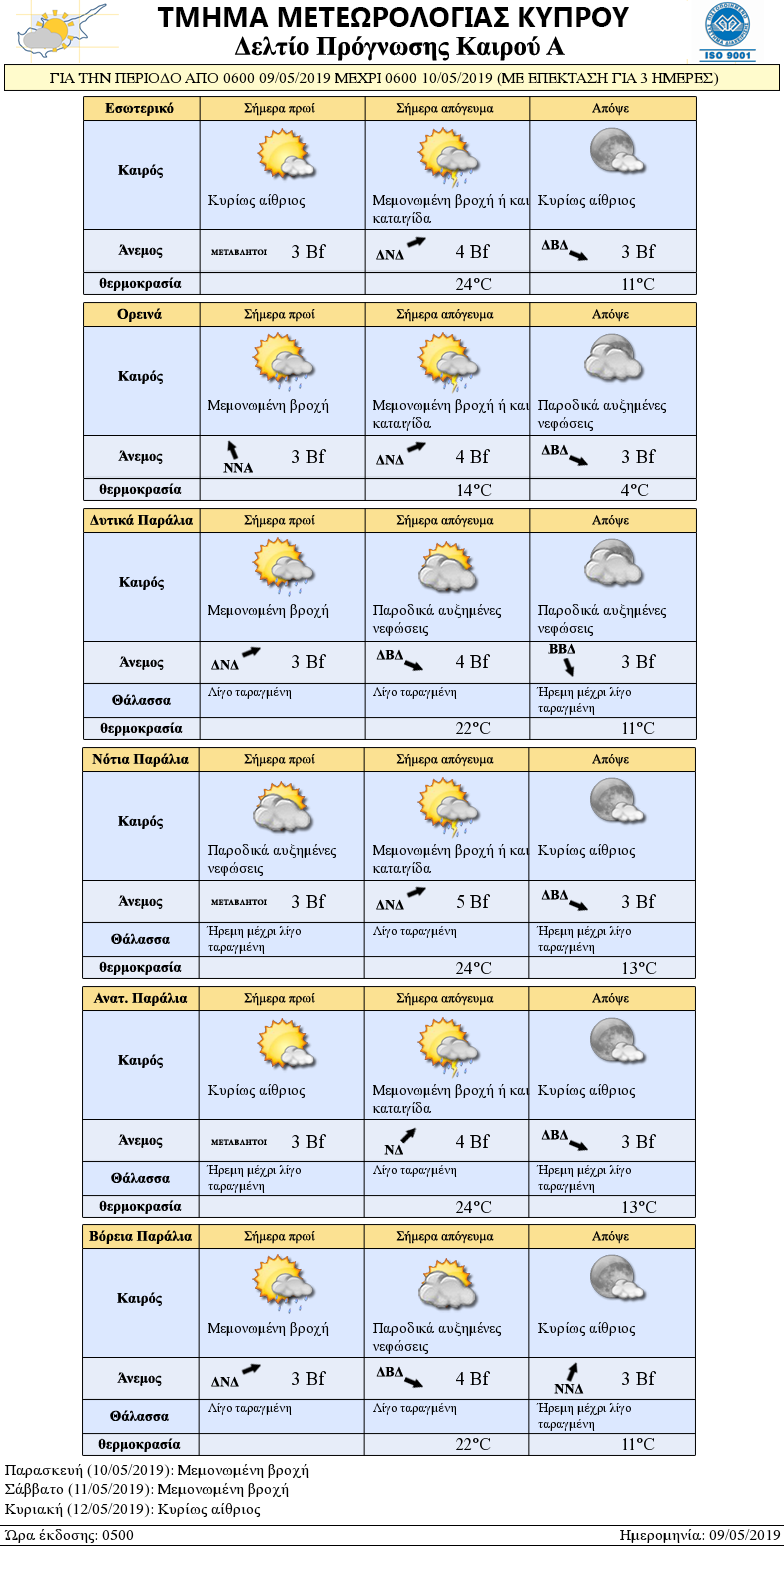 ΤΜΗΜΑ ΜΕΤΕΩΡΟΛΟΓΙΑΣ ΚΥΠΡΟΥ
Δελτίο Πρόγνωσης Καιρού Α
ISO 9001
ΓΙΑ ΤΗΝ ΠΕΡΙΟΔΟ ΑΠΟ 0600 09/05/2019 ΜΕΧΡΙ 0600 10/05/2019 (ΜΕ ΕΠΕΚΤΑΣΗ ΓΙΑ 3 ΗΜΕΡΕΣ)
Εσωτερικό Σήμερα πρωί Σήμερα απόγευμα Απόψε
Καιρός
Κυρίως αίθριος Μεμονωμένη βροχή ή και Κυρίως αίθριος
καταιγίδα
Άνεμος ΜΕΤΑΒΛΗΤΟΙ 3 Bf ΔΝΔ 4 Bf ΔΒΔ 3 Bf
θερμοκρασία 24°C 11°C
Ορεινά Σήμερα πρωί Σήμερα απόγευμα Απόψε
Καιρός
Μεμονωμένη βροχή Μεμονωμένη βροχή ή και Παροδικά αυξημένες
καταιγίδα νεφώσεις
Άνεμος ΝΝΑ 3 Bf ΔΝΔ 4 Bf ΔΒΔ 3 Bf
θερμοκρασία 14°C 4°C
Δυτικά Παράλια Σήμερα πρωί Σήμερα απόγευμα Απόψε
Καιρός
Μεμονωμένη βροχή Παροδικά αυξημένες Παροδικά αυξημένες
νεφώσεις νεφώσεις
Άνεμος ΔΝΔ 3 Bf ΔΒΔ 4 Bf ΒΒΔ 3 Bf
Θάλασσα Λίγο ταραγμένη Λίγο ταραγμένη Ήρεμη μέχρι λίγο
ταραγμένη
θερμοκρασία 22°C 11°C
Νότια Παράλια Σήμερα πρωί Σήμερα απόγευμα Απόψε
Καιρός
Παροδικά αυξημένες Μεμονωμένη βροχή ή και Κυρίως αίθριος
νεφώσεις καταιγίδα
Άνεμος ΜΕΤΑΒΛΗΤΟΙ 3 Bf ΔΝΔ 5 Bf ΔΒΔ 3 Bf
Θάλασσα Ήρεμη μέχρι λίγο Λίγο ταραγμένη Ήρεμη μέχρι λίγο
ταραγμένη ταραγμένη
θερμοκρασία 24°C 13°C
Ανατ. Παράλια Σήμερα πρωί Σήμερα απόγευμα Απόψε
Καιρός
Κυρίως αίθριος Μεμονωμένη βροχή ή και Κυρίως αίθριος
καταιγίδα
Άνεμος ΜΕΤΑΒΛΗΤΟΙ 3 Bf ΝΔ 4 Bf ΔΒΔ 3 Bf
Θάλασσα Ήρεμη μέχρι λίγο Λίγο ταραγμένη Ήρεμη μέχρι λίγο
ταραγμένη ταραγμένη
θερμοκρασία 24°C 13°C
Βόρεια Παράλια Σήμερα πρωί Σήμερα απόγευμα Απόψε
Καιρός
Μεμονωμένη βροχή Παροδικά αυξημένες Κυρίως αίθριος
νεφώσεις
Άνεμος ΔΝΔ 3 Bf ΔΒΔ 4 Bf ΝΝΔ 3 Bf
Θάλασσα Λίγο ταραγμένη Λίγο ταραγμένη Ήρεμη μέχρι λίγο
ταραγμένη
θερμοκρασία 22°C 11°C
Παρασκευή (10/05/2019): Μεμονωμένη βροχή
Σάββατο (11/05/2019): Μεμονωμένη βροχή
Κυριακή (12/05/2019): Κυρίως αίθριος
Ώρα έκδοσης: 0500 Ημερομηνία: 09/05/2019